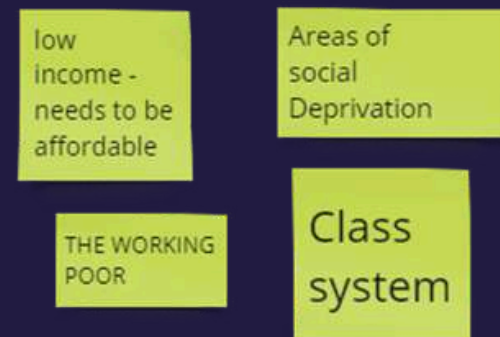 low
income -
needs to be
affordable
Areas of
social
Deprivation
THE WORKING
POOR
Class
system